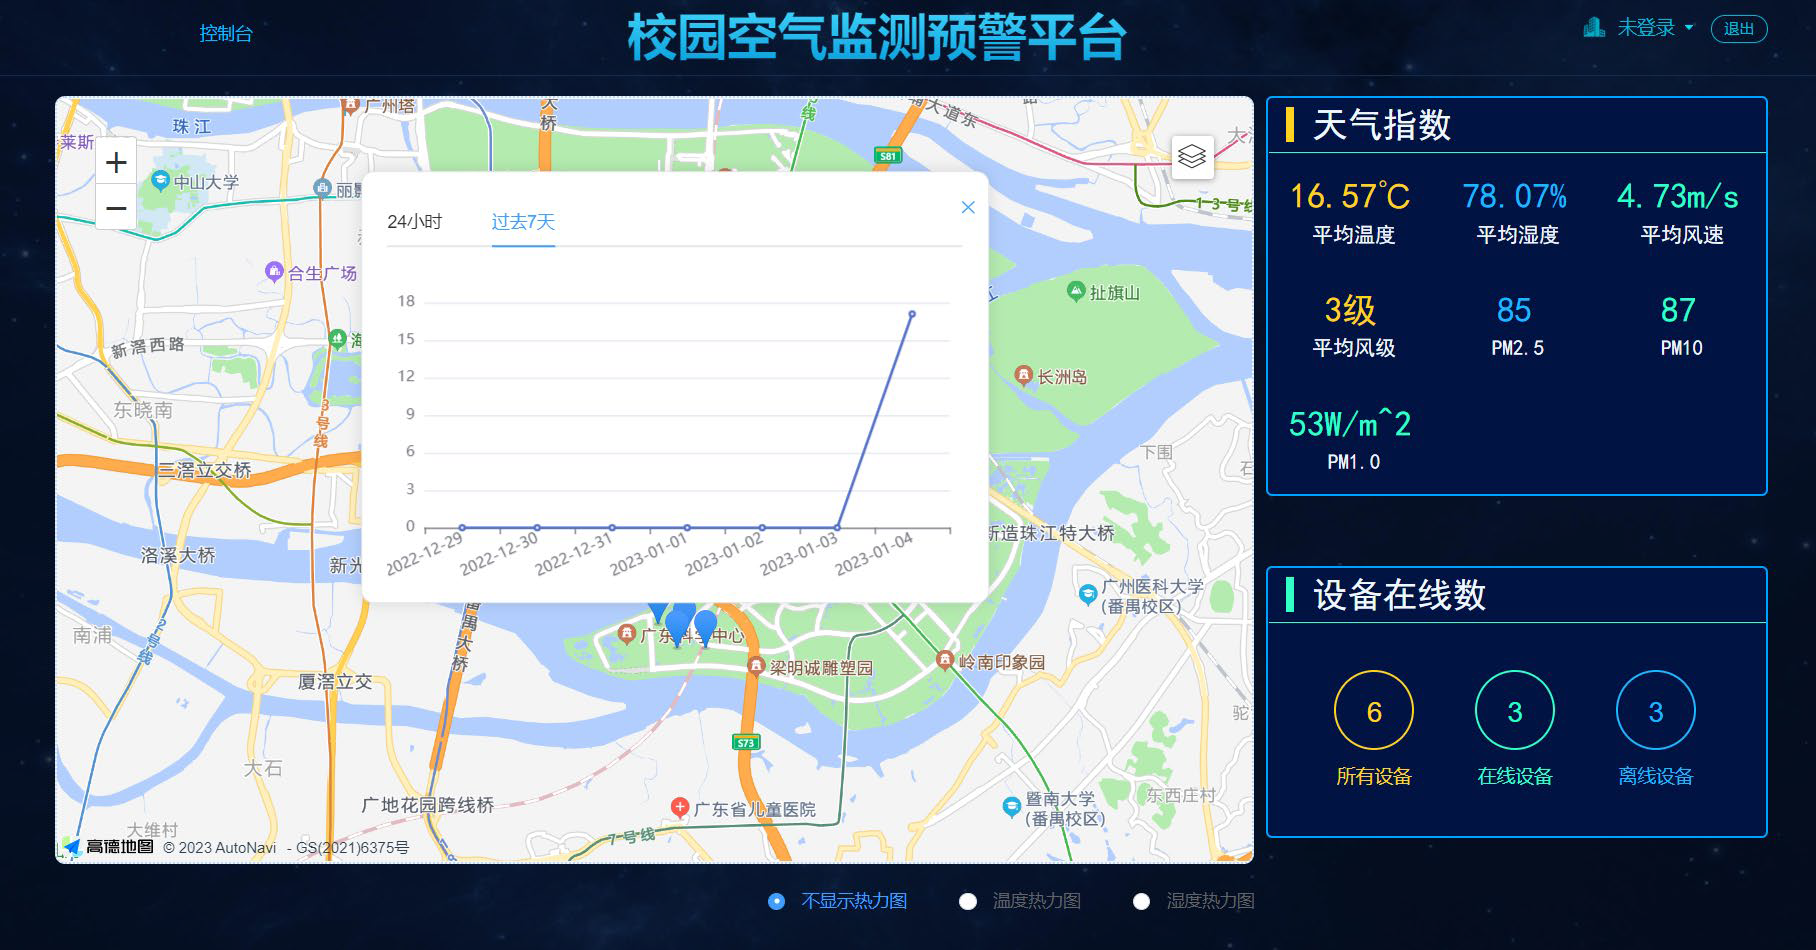 控制台
校园空气监测预警平台
未登录
退出
广州塔
大桥
号线
大道东
莱斯
珠江
+
S81
中山大学
丽影
−
13号线
24小时
过去7天
合生广场
扯旗山
18
15
12
9
6
3
0
2022-12-29
2022-12-30
2022-12-31
2023-01-01
2023-01-02
2023-01-03
2023-01-04
新滘西路
海
长洲岛
东晓南
3号线
下围
石
三滘立交桥
新造珠江特大桥
洛溪大桥
新光
广州医科大学
(番禺校区)
南浦
2号线
番禺大桥
广东科学中心
梁明诚雕塑园
岭南印象园
厦滘立交
驼
S73
大石
广地花园跨线桥
广东省儿童医院
暨南大学
(番禺校区)
东西庄村
大维村
7号线
高德地图 © 2023 AutoNavi - GS(2021)6375号
不显示热力图
温度热力图
湿度热力图
天气指数
16.57℃ 78.07% 4.73m/s
平均温度 平均湿度 平均风速
3级 85 87
平均风级 PM2.5 PM10
53W/m^2
PM1.0
设备在线数
6 3 3
所有设备 在线设备 离线设备